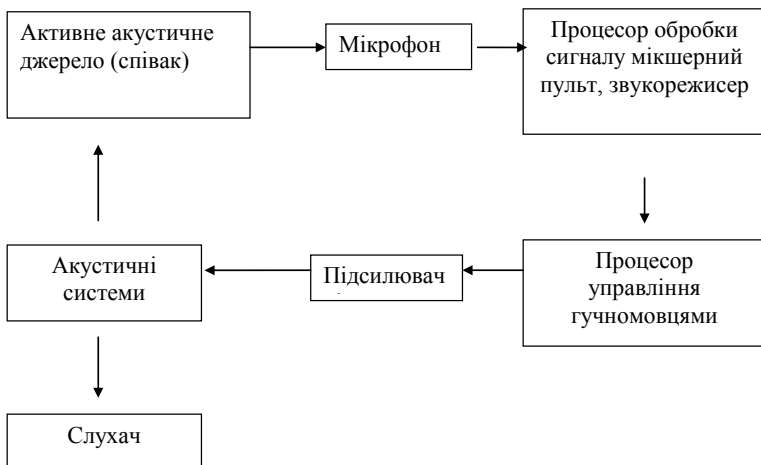 Активне акустичне
джерело (співак)
Мікрофон
Процесор обробки
сигналу мікшерний
пульт, звукорежисер
Акустичні
системи
Підсилювач
Процесор
управління
гучномовцями
Слухач